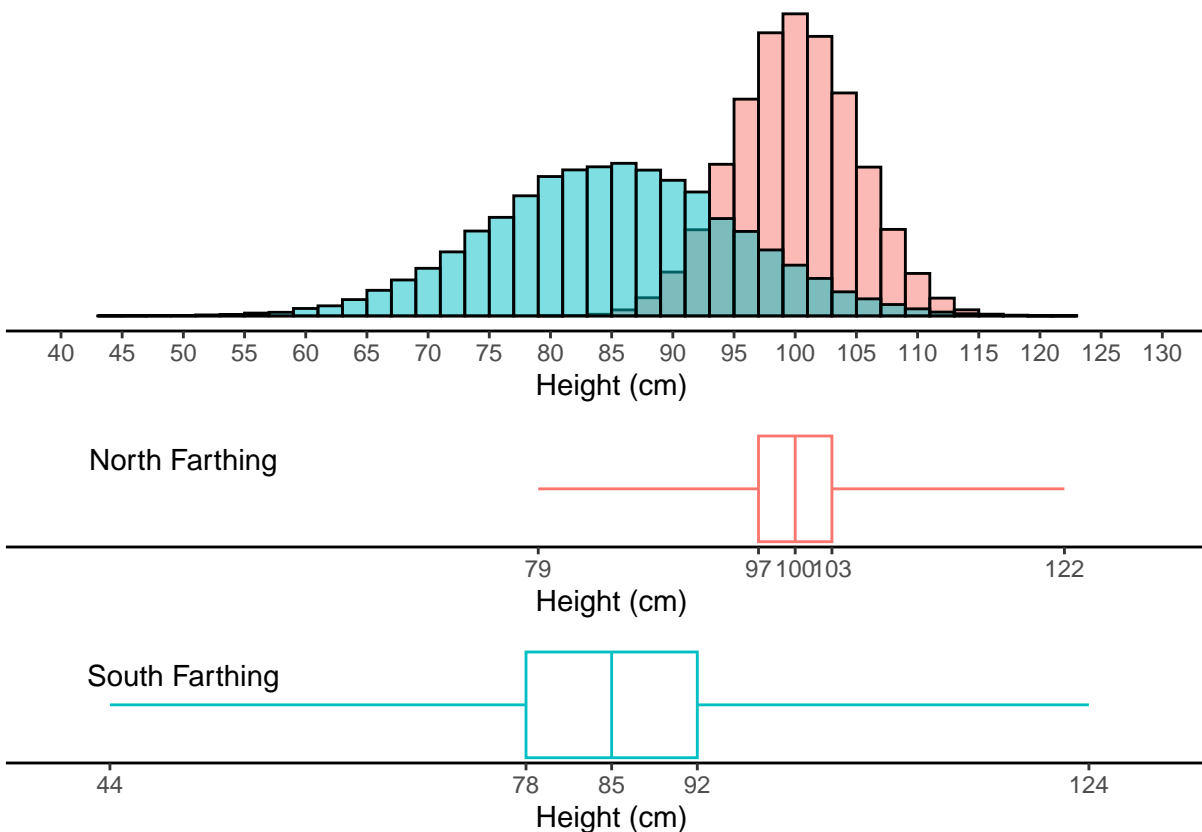 40 45 50 55 60 65 70 75 80 85 90 95 100 105 110 115 120 125 130
Height (cm)
North Farthing
79 97 100 103 122
Height (cm)
South Farthing
44 78 85 92 124
Height (cm)